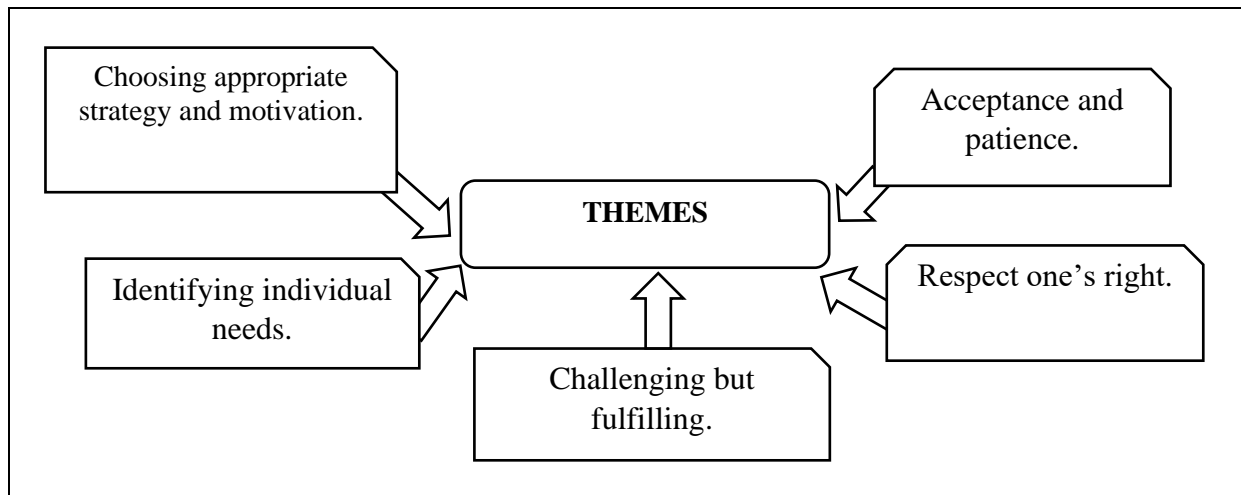 Choosing appropriate
strategy and motivation.
Acceptance and
patience.
THEMES
Identifying individual
needs.
Respect one’s right.
Challenging but
fulfilling.